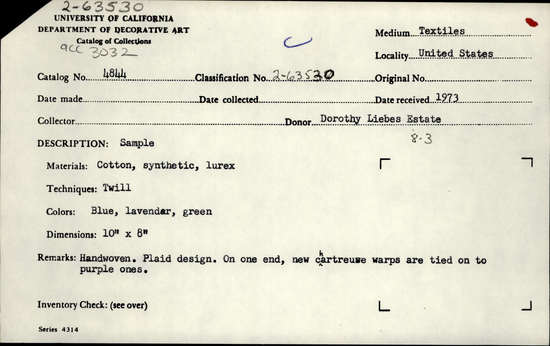 2-63530
UNIVERSITY OF CALIFORNIA
DEPARTMENT OF DECORATIVE ART
Catalog of Collections
acc 3032
Medium Textiles
Locality United States
Catalog No. 4844 Classification No. 2-63530 Original No.
Date made Date collected Date received 1973
Collector Donor Dorothy Liebes Estate
8-3
DESCRIPTION: Sample
Materials: Cotton, synthetic, lurex
Techniques: Twill
Colors: Blue, lavendar, green
Dimensions: 10" x 8"
Remarks: Handwoven. Plaid design. On one end, new chartreuse warps are tied on to
purple ones.
Inventory Check: (see over)
Series 4314